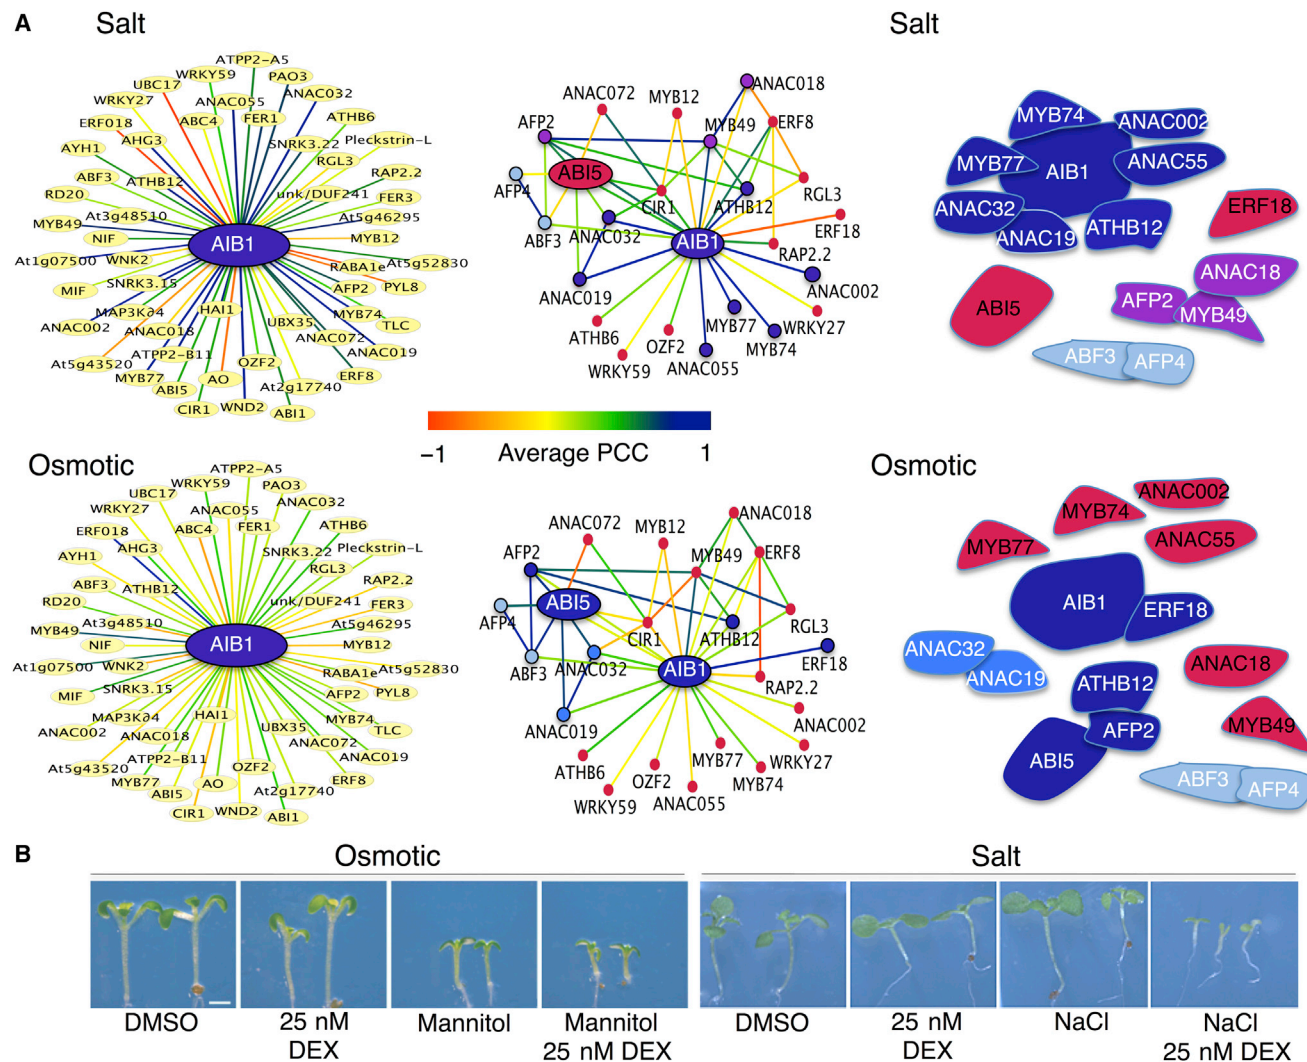 A
Salt
ATPP2-A5
WRKY59
PAO3
UBC17
ANAC032
WRKY27
ANAC055
ERF018
ABC4
FER1
ATHB6
AHG3
SNRK3.22
Pleckstrin-L
AYH1
RGL3
RAP2.2
ABF3
ATHB12
unk/DUF241
FER3
RD20
At3g48510
At5g46295
MYB49
NIF
AIB1
MYB12
At1g07500
WNK2
RABA1e
At5g52830
MIF
SNRK3.15
AFP2
PYL8
MAP3K∂4
HAI1
MYB74
TLC
ANAC002
ANAC018
UBX35
ANAC072
ANAC019
At5g43520
ATPP2-B11
OZF2
MYB77
AO
At2g17740
ERF8
ABI5
CIR1
WND2
ABI1
ANAC072
MYB12
ANAC018
AFP2
MYB49
ERF8
ABI5
AFP4
CIR1
ATHB12
RGL3
ABF3
ANAC032
AIB1
ERF18
RAP2.2
ANAC019
ANAC002
ATHB6
MYB77
WRKY27
OZF2
MYB74
WRKY59
ANAC055
Salt
MYB74
ANAC002
MYB77
AIB1
ANAC55
ANAC32
ANAC19
ATHB12
ERF18
ANAC18
ABI5
AFP2
MYB49
ABF3
AFP4
−1
Average PCC
1
Osmotic
ATPP2-A5
WRKY59
PAO3
UBC17
ANAC032
WRKY27
ANAC055
ERF018
ABC4
FER1
ATHB6
AHG3
SNRK3.22
Pleckstrin-L
AYH1
RGL3
RAP2.2
ABF3
ATHB12
unk/DUF241
FER3
RD20
At3g48510
At5g46295
MYB49
NIF
AIB1
MYB12
At1g07500
WNK2
RABA1e
At5g52830
MIF
SNRK3.15
AFP2
PYL8
MAP3K∂4
HAI1
MYB74
TLC
ANAC002
ANAC018
UBX35
ANAC072
ANAC019
At5g43520
ATPP2-B11
OZF2
MYB77
AO
At2g17740
ERF8
ABI5
CIR1
WND2
ABI1
ANAC072
MYB12
ANAC018
AFP2
MYB49
ERF8
ABI5
AFP4
CIR1
ATHB12
RGL3
ABF3
ANAC032
AIB1
ERF18
RAP2.2
ANAC019
ANAC002
ATHB6
MYB77
WRKY27
OZF2
MYB74
WRKY59
ANAC055
Osmotic
ANAC002
MYB74
MYB77
ANAC55
AIB1
ERF18
ANAC32
ANAC19
ANAC18
ATHB12
AFP2
MYB49
ABI5
ABF3
AFP4
B
Osmotic
Salt
DMSO
25 nM
DEX
Mannitol
Mannitol
25 nM DEX
DMSO
25 nM
DEX
NaCl
NaCl
25 nM DEX